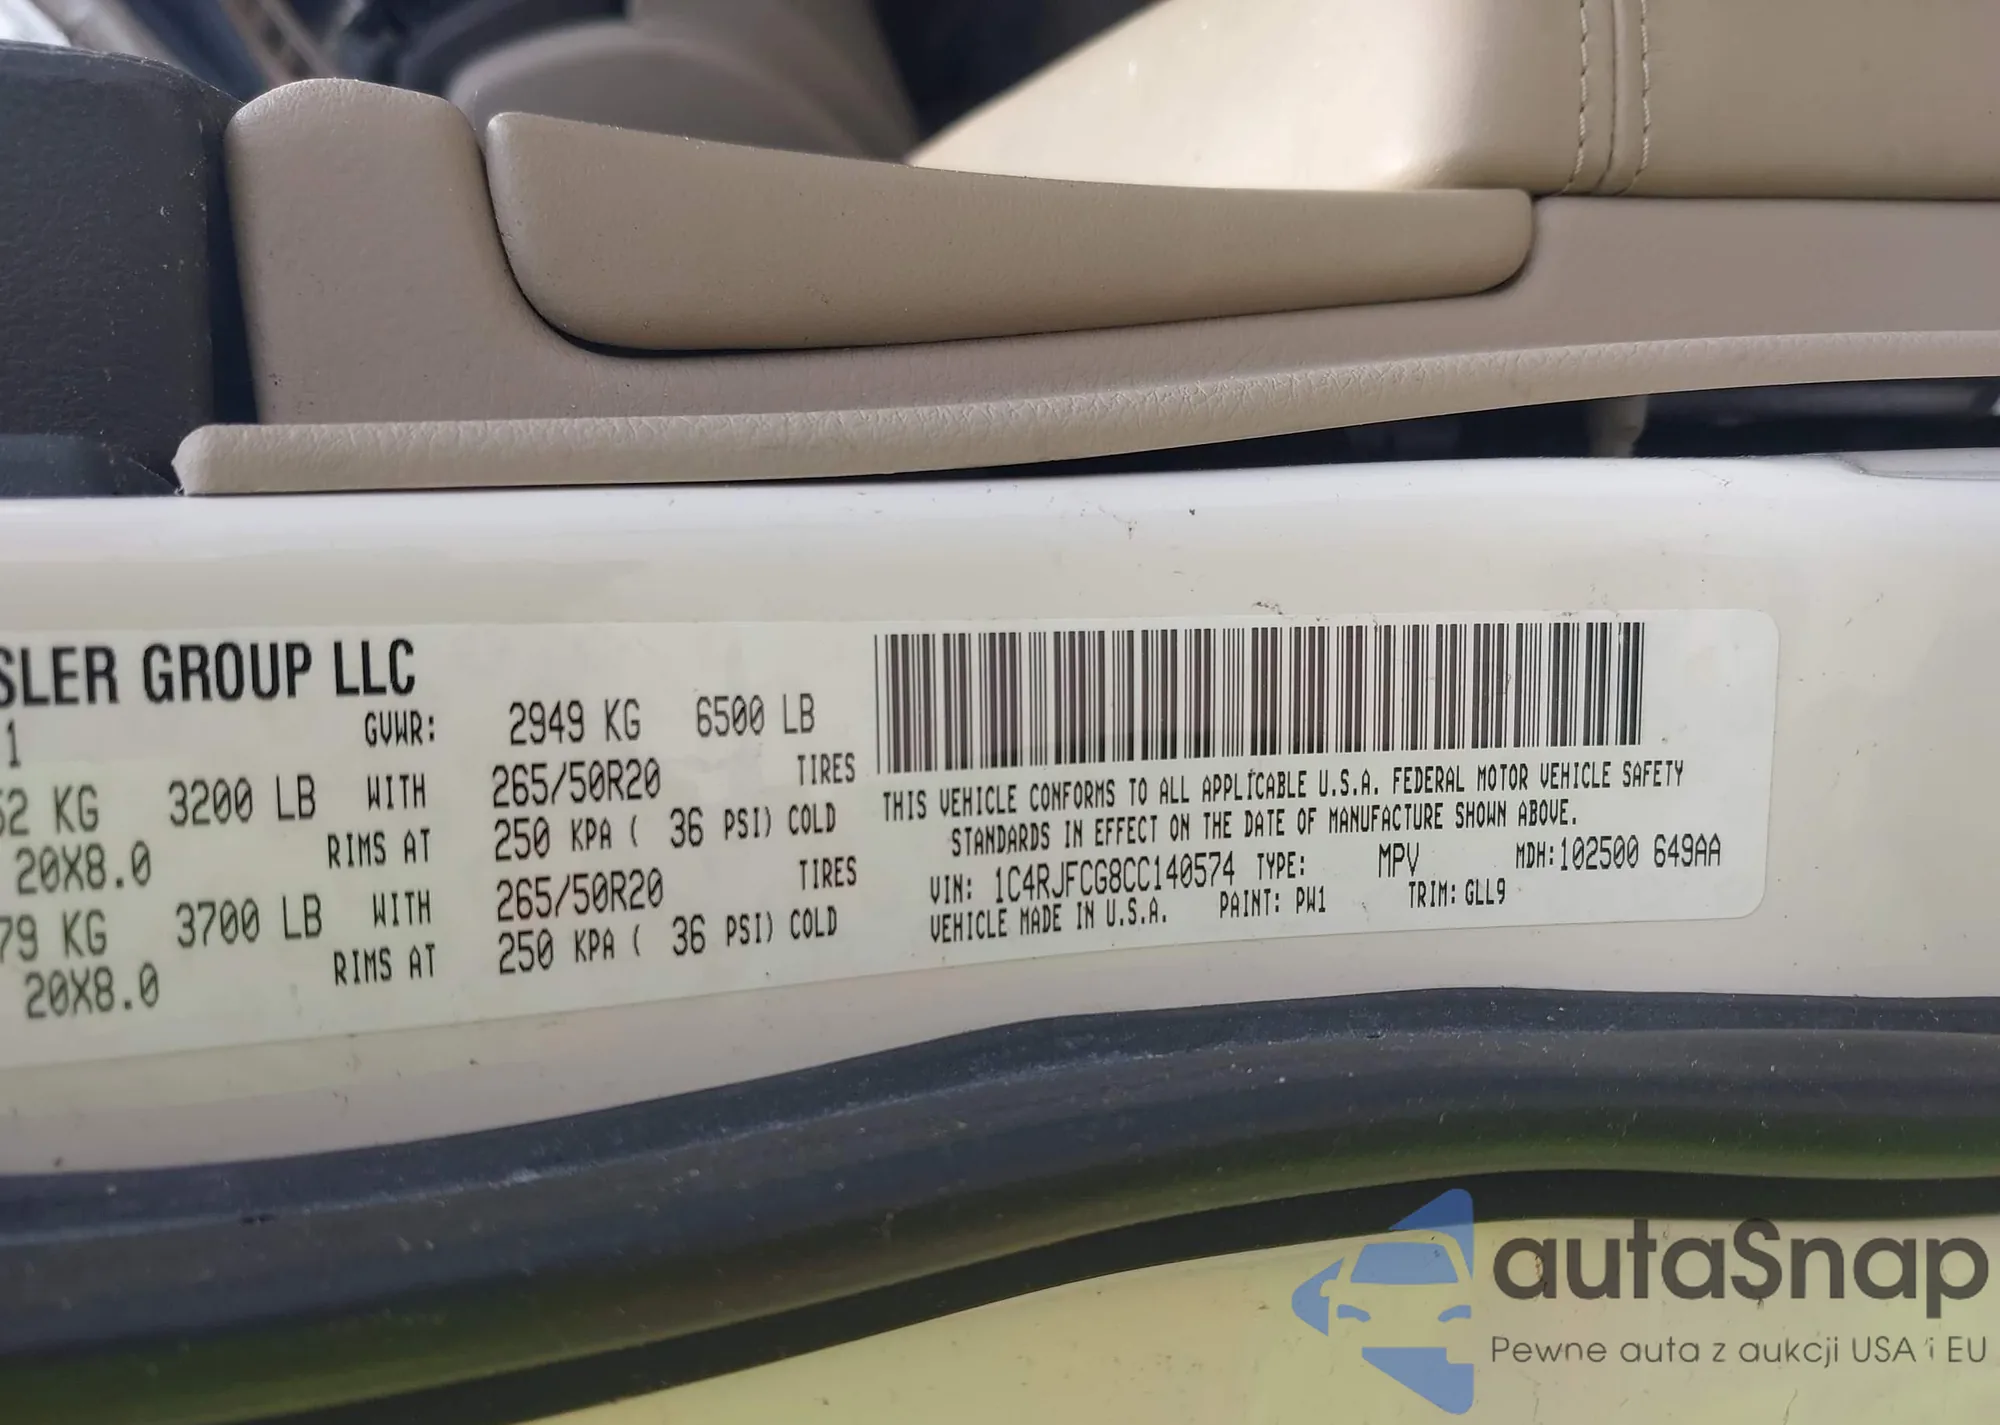 SLER GROUP LLC
1
GVWR: 2949 KG 6500 LB
52 KG 3200 LB WITH 265/50R20 TIRES
20X8.0 RIMS AT 250 KPA ( 36 PSI) COLD
79 KG 3700 LB WITH 265/50R20 TIRES
20X8.0 RIMS AT 250 KPA ( 36 PSI) COLD
THIS VEHICLE CONFORMS TO ALL APPLICABLE U.S.A. FEDERAL MOTOR VEHICLE SAFETY
STANDARDS IN EFFECT ON THE DATE OF MANUFACTURE SHOWN ABOVE.
VIN: 1C4RJFCG8CC140574 TYPE: MPV MDH: 102500 649AA
VEHICLE MADE IN U.S.A. PAINT: PW1 TRIM: GLL9
autaSnap
Pewne auta z aukcji USA i EU